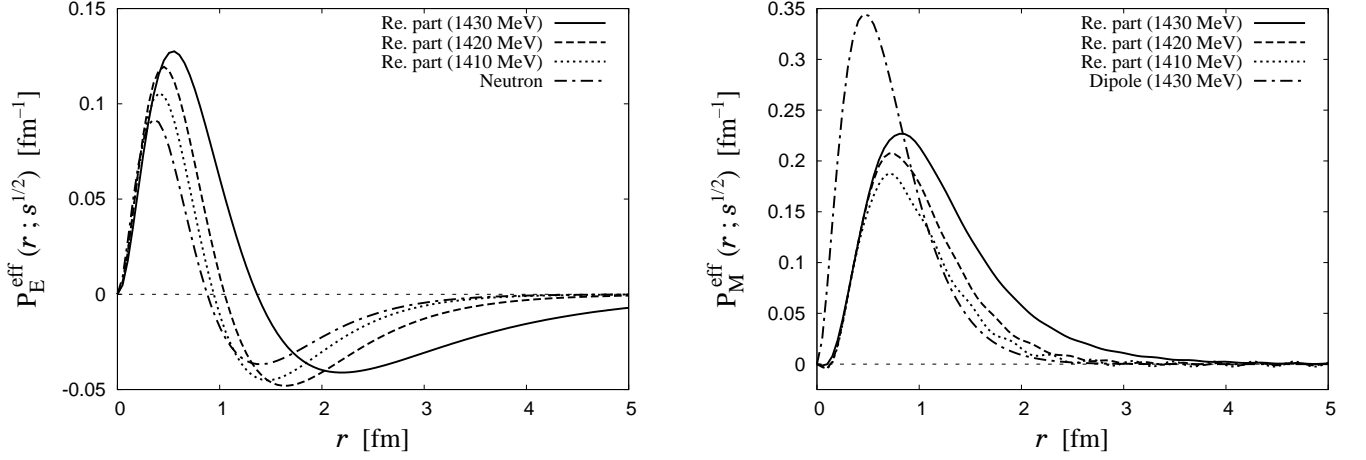 P_E^eff (r ; s^1/2) [fm^−1]
0.15
0.1
0.05
0
-0.05
Re. part (1430 MeV)
Re. part (1420 MeV)
Re. part (1410 MeV)
Neutron
0 1 2 3 4 5
r [fm]
P_M^eff (r ; s^1/2) [fm^−1]
0.35
0.3
0.25
0.2
0.15
0.1
0.05
0
Re. part (1430 MeV)
Re. part (1420 MeV)
Re. part (1410 MeV)
Dipole (1430 MeV)
0 1 2 3 4 5
r [fm]